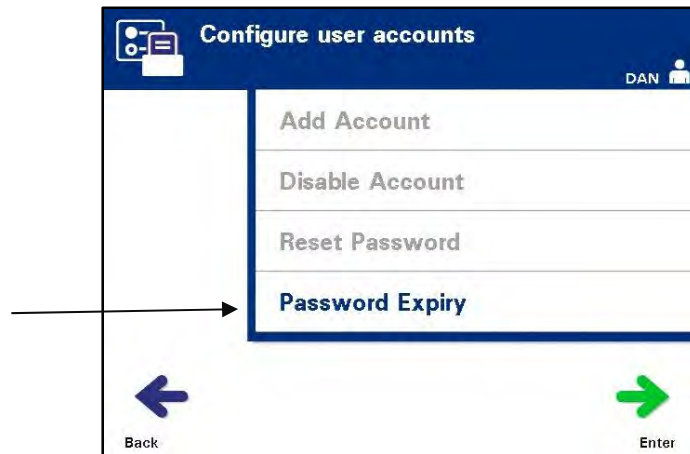 Configure user accounts
DAN
Add Account
Disable Account
Reset Password
Password Expiry
Back
Enter